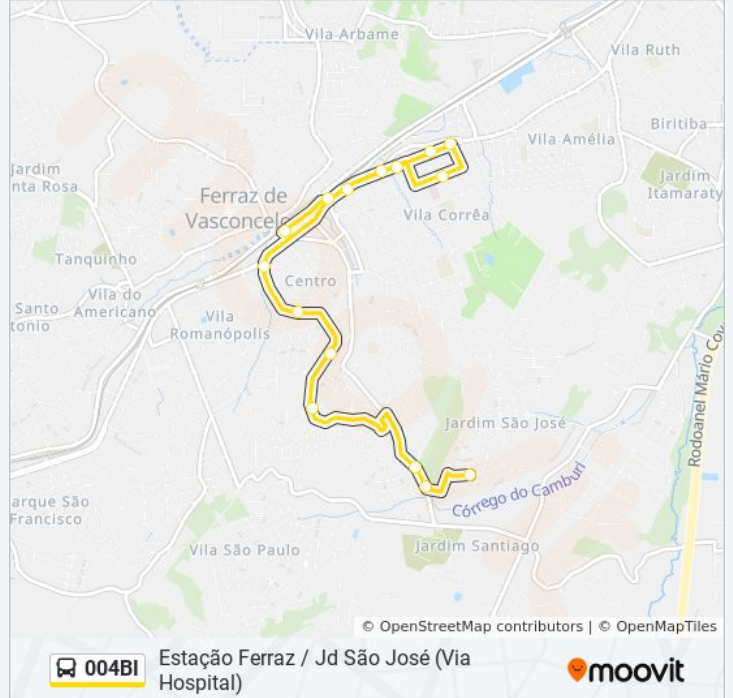 Vila Arbame
Vila Ruth
Biritiba
Vila Amélia
Jardim
nta Rosa
Jardim
Itamaraty
Ferraz de
Vasconcelo
Vila Corrêa
Tanquinho
Centro
Vila do
Americano
Santo
tonio
Vila
Romanópolis
Rodoanel Mário Cov
Jardim São José
Córrego do Camburi
arque São
Francisco
Vila São Paulo
Jardim Santiago
© OpenStreetMap contributors | © OpenMapTiles
004BI
Estação Ferraz / Jd São José (Via
Hospital)
moovit